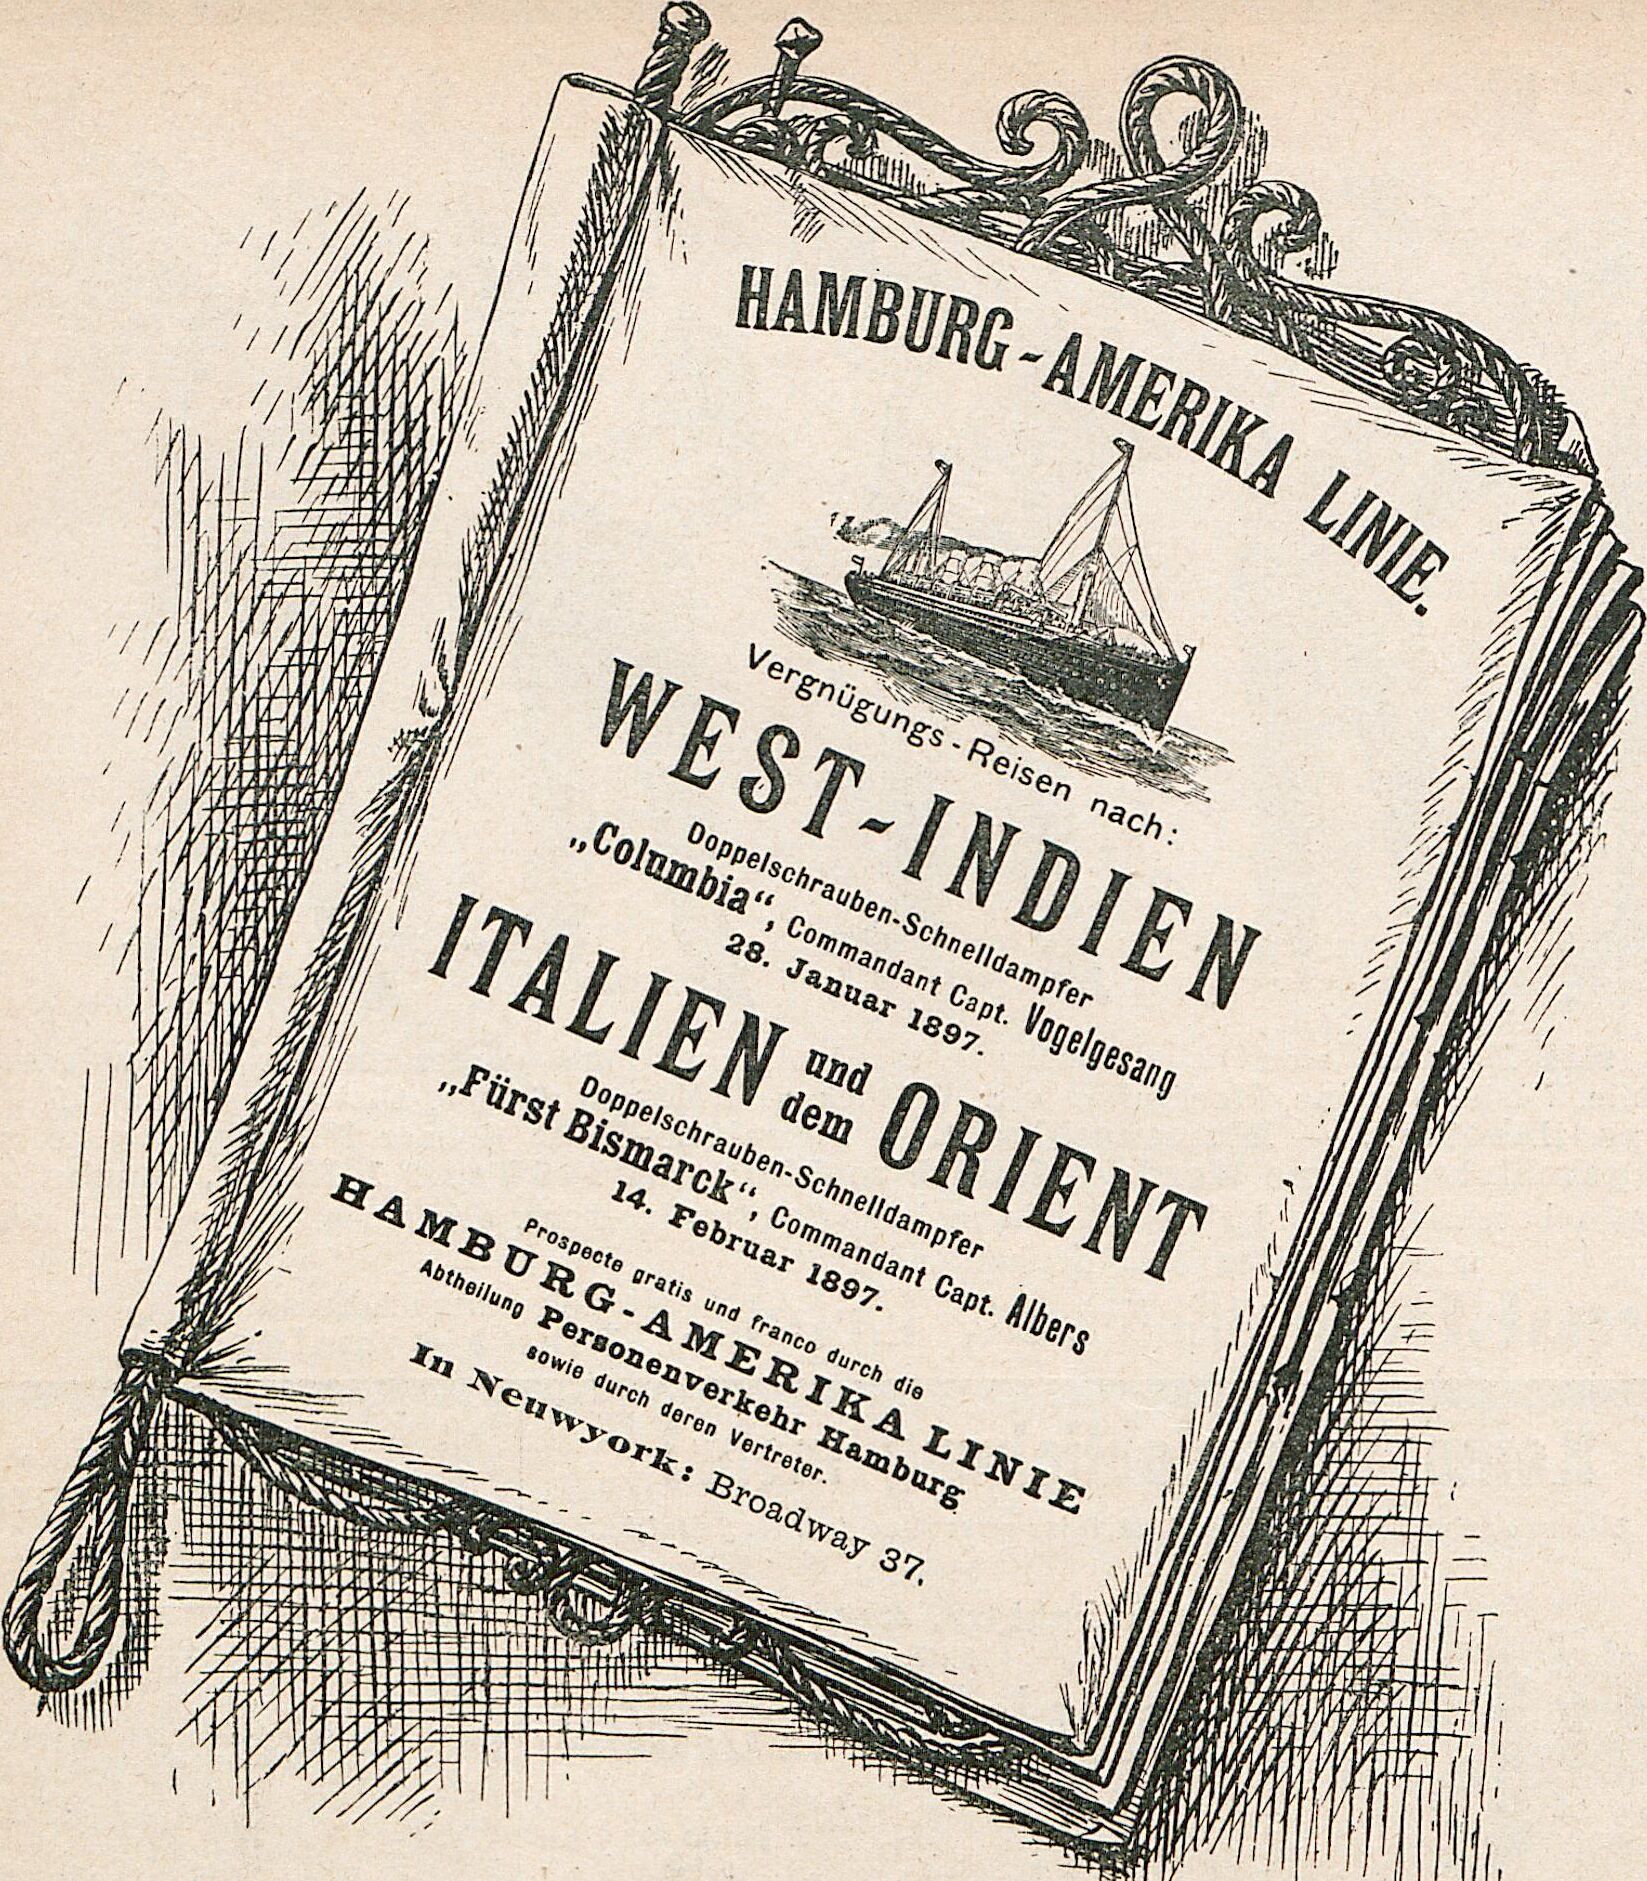 HAMBURG-AMERIKA LINIE.
Vergnügungs-Reisen nach:
WEST-INDIEN
Doppelschrauben-Schnelldampfer
„Columbia“, Commandant Capt. Vogelgesang
28. Januar 1897.
ITALIEN und dem ORIENT
Doppelschrauben-Schnelldampfer
„Fürst Bismarck“, Commandant Capt. Albers
14. Februar 1897.
Prospecte gratis und franco durch die
HAMBURG-AMERIKA LINIE
Abtheilung Personenverkehr Hamburg
sowie durch deren Vertreter.
In Neuwyork: Broadway 37.